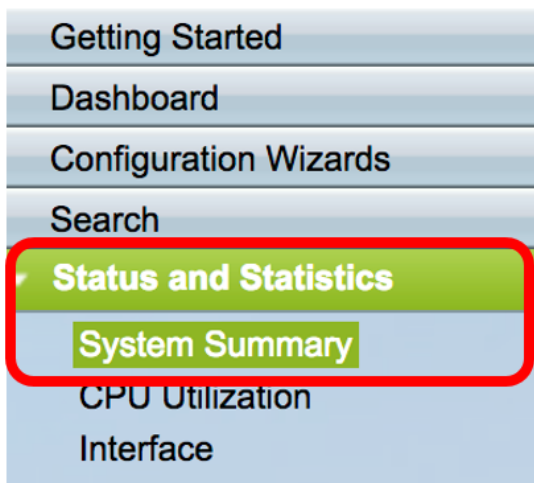 Getting Started
Dashboard
Configuration Wizards
Search
Status and Statistics
System Summary
CPU Utilization
Interface